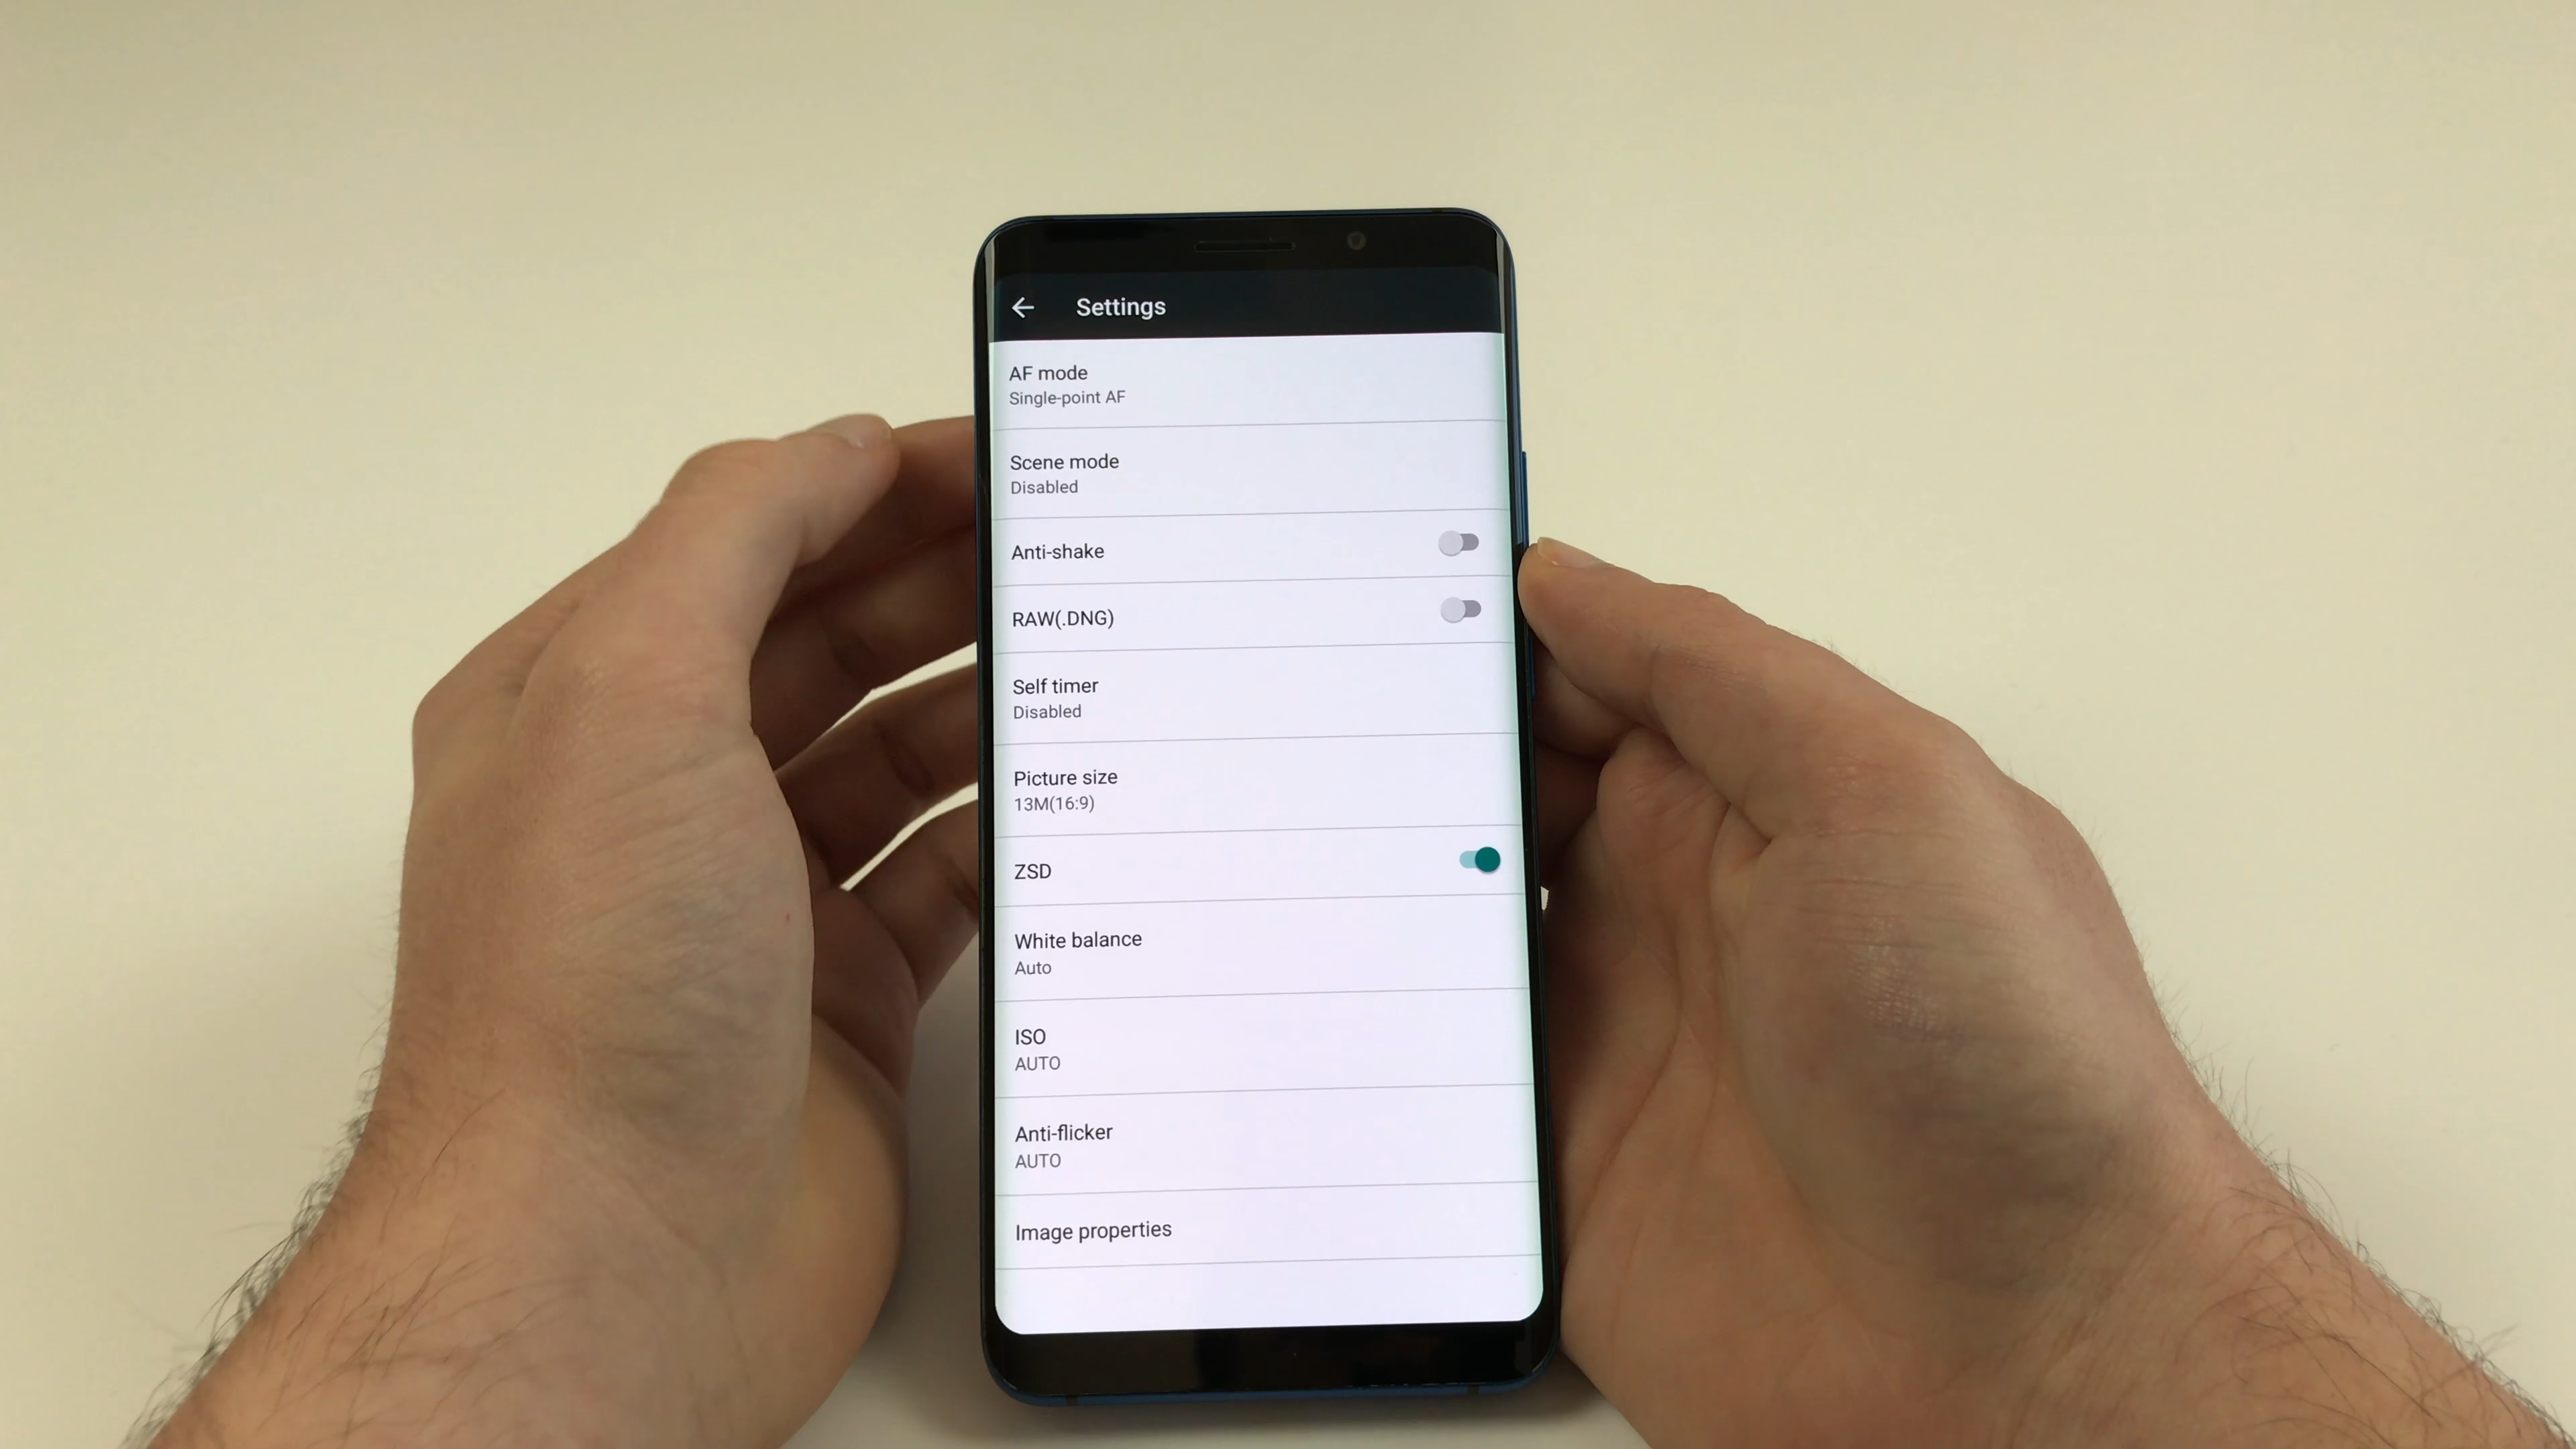 Settings
AF mode
Single-point AF
Scene mode
Disabled
Anti-shake
RAW(.DNG)
Self timer
Disabled
Picture size
13M(16:9)
ZSD
White balance
Auto
ISO
AUTO
Anti-flicker
AUTO
Image properties